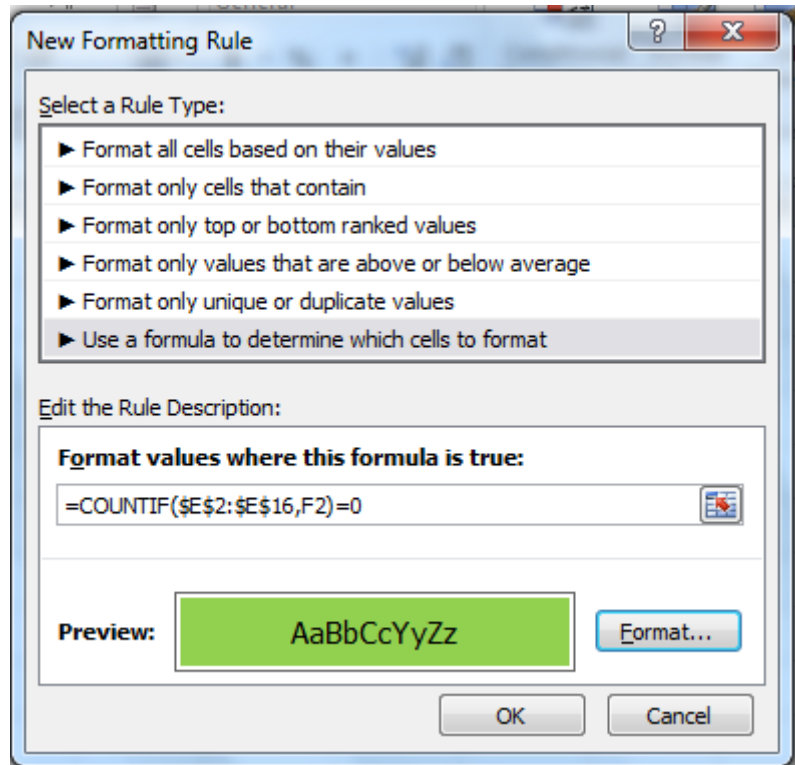 General
New Formatting Rule
?
Select a Rule Type:
► Format all cells based on their values
► Format only cells that contain
► Format only top or bottom ranked values
► Format only values that are above or below average
► Format only unique or duplicate values
► Use a formula to determine which cells to format
Edit the Rule Description:
Format values where this formula is true:
=COUNTIF($E$2:$E$16,F2)=0
Preview: AaBbCcYyZz Format...
OK Cancel